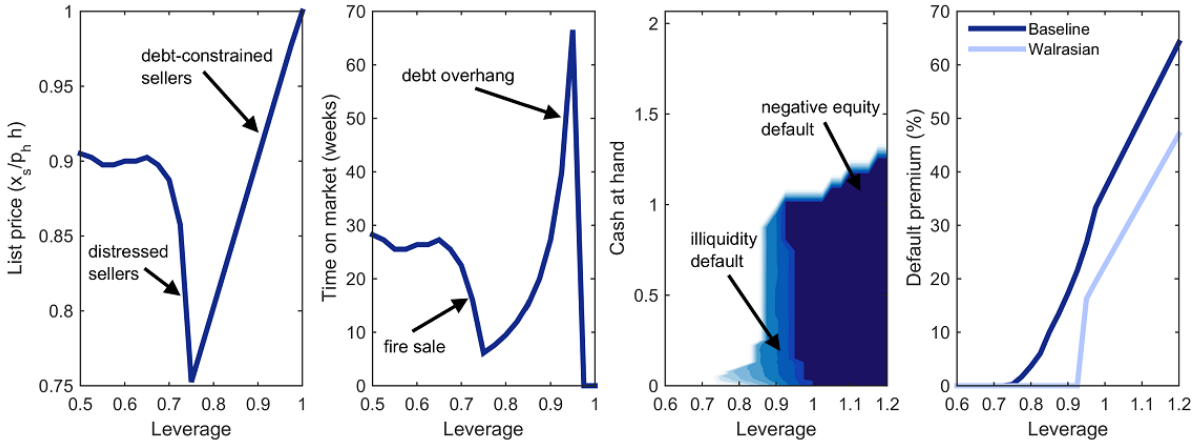 List price (x_s/p_h h)
1
0.95
0.9
0.85
0.8
0.75
debt-constrained
sellers
distressed
sellers
0.5 0.6 0.7 0.8 0.9 1
Leverage
Time on market (weeks)
70
60
50
40
30
20
10
0
debt overhang
fire sale
0.5 0.6 0.7 0.8 0.9 1
Leverage
Cash at hand
2
1.5
1
0.5
0
negative equity
default
illiquidity
default
0.6 0.7 0.8 0.9 1 1.1 1.2
Leverage
Default premium (%)
70
60
50
40
30
20
10
0
Baseline
Walrasian
0.6 0.7 0.8 0.9 1 1.1 1.2
Leverage